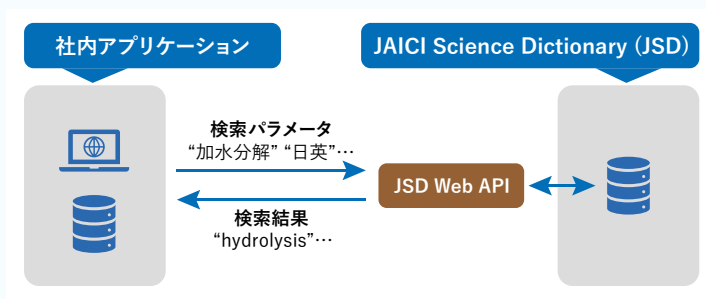 社内アプリケーション
JAICI Science Dictionary (JSD)
検索パラメータ
“加水分解” “日英”…
JSD Web API
検索結果
“hydrolysis”…